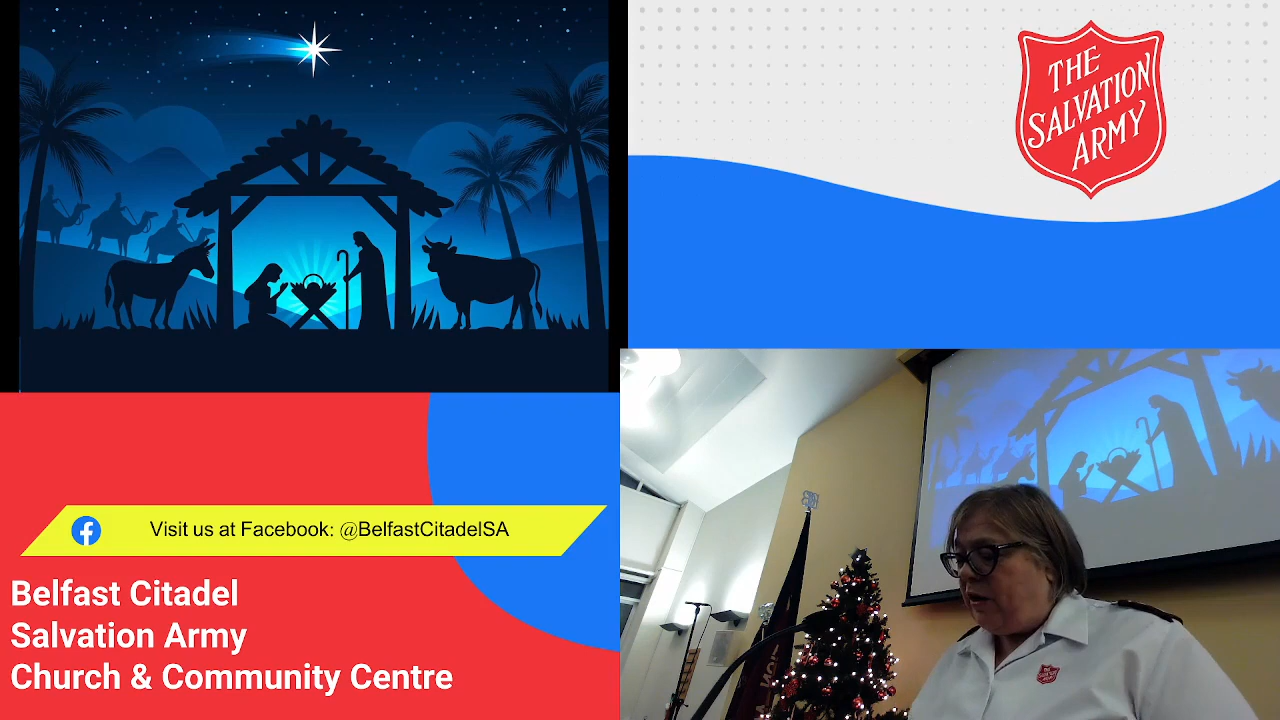 THE
SALVATION
ARMY
Visit us at Facebook: @BelfastCitadelSA
Belfast Citadel
Salvation Army
Church & Community Centre